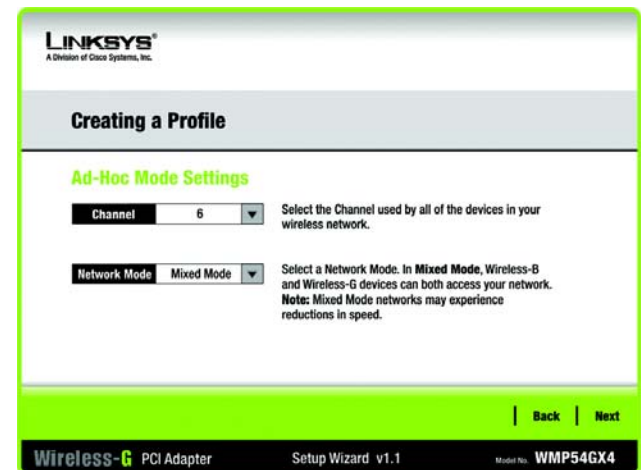 LINKSYS®
A Division of Cisco Systems, Inc.
Creating a Profile
Ad-Hoc Mode Settings
Channel 6
Select the Channel used by all of the devices in your
wireless network.
Network Mode Mixed Mode
Select a Network Mode. In Mixed Mode, Wireless-B
and Wireless-G devices can both access your network.
Note: Mixed Mode networks may experience
reductions in speed.
Back Next
Wireless-G PCI Adapter Setup Wizard v1.1 Model No. WMP54GX4